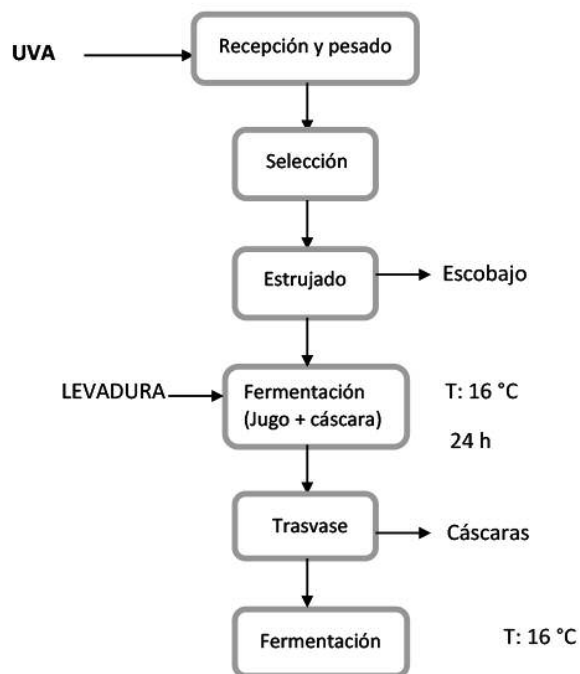 UVA
Recepción y pesado
Selección
Estrujado
Escobajo
LEVADURA
Fermentación
(Jugo + cáscara)
T: 16 °C
24 h
Trasvase
Cáscaras
Fermentación
T: 16 °C